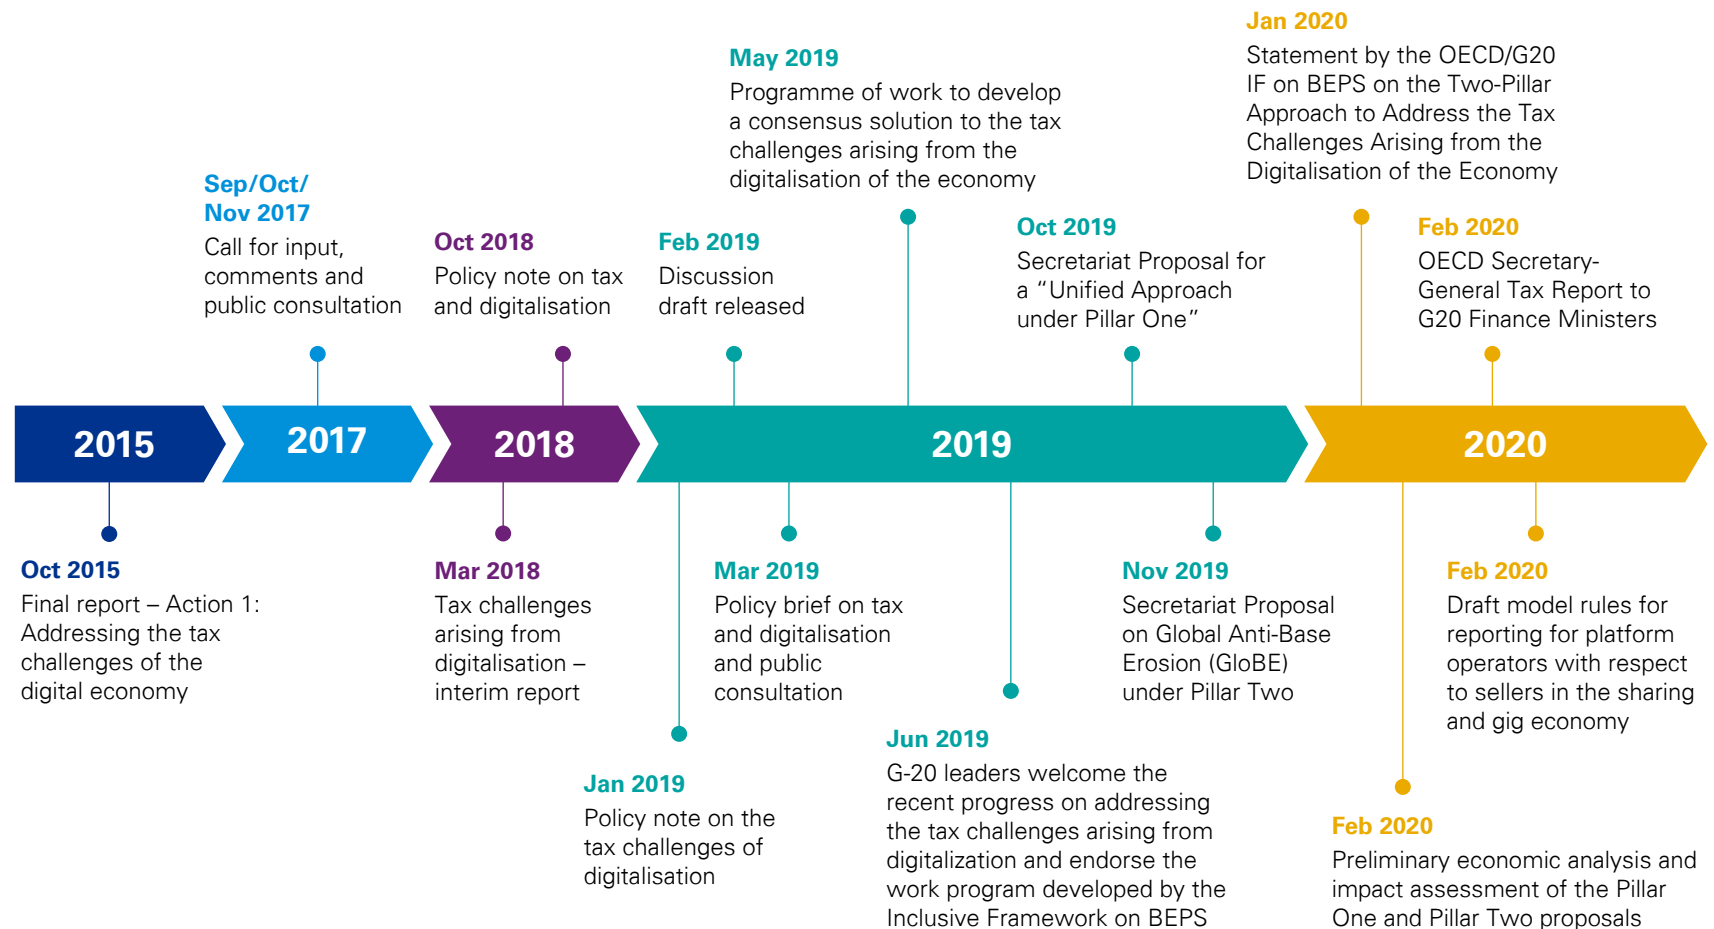 Jan 2020
Statement by the OECD/G20
IF on BEPS on the Two-Pillar
Approach to Address the Tax
Challenges Arising from the
Digitalisation of the Economy
May 2019
Programme of work to develop
a consensus solution to the tax
challenges arising from the
digitalisation of the economy
Sep/Oct/
Nov 2017
Call for input,
comments and
public consultation
Oct 2018
Policy note on tax
and digitalisation
Feb 2019
Discussion
draft released
Oct 2019
Secretariat Proposal for
a “Unified Approach
under Pillar One”
Feb 2020
OECD Secretary-
General Tax Report to
G20 Finance Ministers
2015
2017
2018
2019
2020
Oct 2015
Final report – Action 1:
Addressing the tax
challenges of the
digital economy
Mar 2018
Tax challenges
arising from
digitalisation –
interim report
Jan 2019
Policy note on the
tax challenges of
digitalisation
Mar 2019
Policy brief on tax
and digitalisation
and public
consultation
Jun 2019
G-20 leaders welcome the
recent progress on addressing
the tax challenges arising from
digitalization and endorse the
work program developed by the
Inclusive Framework on BEPS
Nov 2019
Secretariat Proposal
on Global Anti-Base
Erosion (GloBE)
under Pillar Two
Feb 2020
Preliminary economic analysis and
impact assessment of the Pillar
One and Pillar Two proposals
Feb 2020
Draft model rules for
reporting for platform
operators with respect
to sellers in the sharing
and gig economy